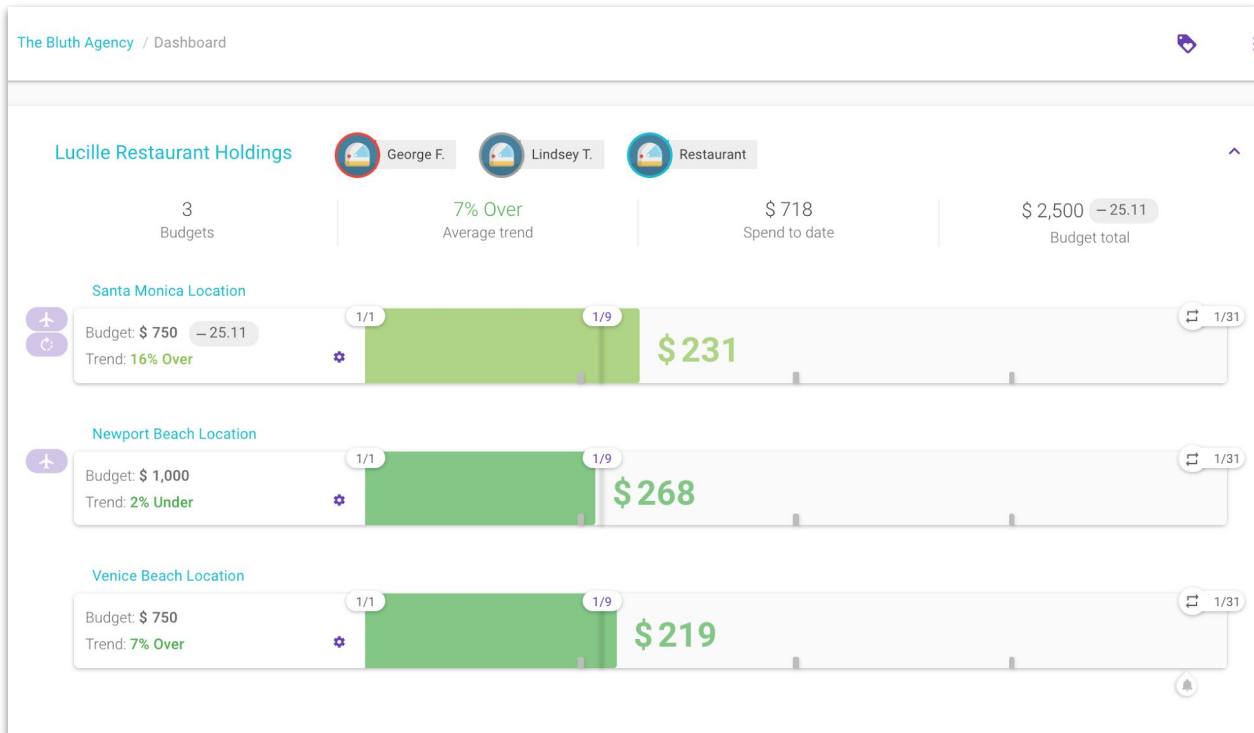 The Bluth Agency / Dashboard
Lucille Restaurant Holdings George F. Lindsey T. Restaurant
3 7% Over $ 718 $ 2,500 – 25.11
Budgets Average trend Spend to date Budget total
Santa Monica Location
1/1 1/9 1/31
Budget: $ 750 – 25.11
Trend: 16% Over
$ 231
Newport Beach Location
1/1 1/9 1/31
Budget: $ 1,000
Trend: 2% Under
$ 268
Venice Beach Location
1/1 1/9 1/31
Budget: $ 750
Trend: 7% Over
$ 219